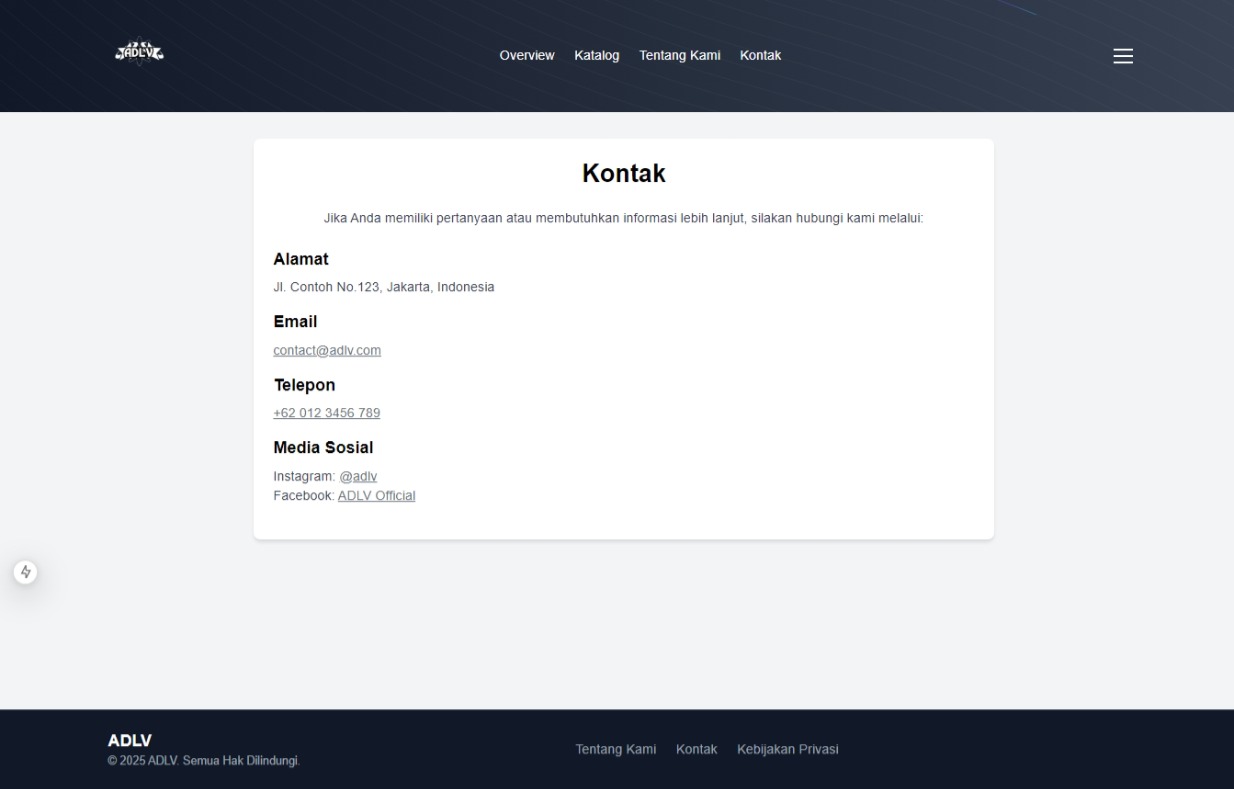 ADLV
Overview Katalog Tentang Kami Kontak
Kontak
Jika Anda memiliki pertanyaan atau membutuhkan informasi lebih lanjut, silakan hubungi kami melalui:
Alamat
Jl. Contoh No.123, Jakarta, Indonesia
Email
contact@adlv.com
Telepon
+62 012 3456 789
Media Sosial
Instagram: @adlv
Facebook: ADLV Official
ADLV
© 2025 ADLV. Semua Hak Dilindungi.
Tentang Kami Kontak Kebijakan Privasi